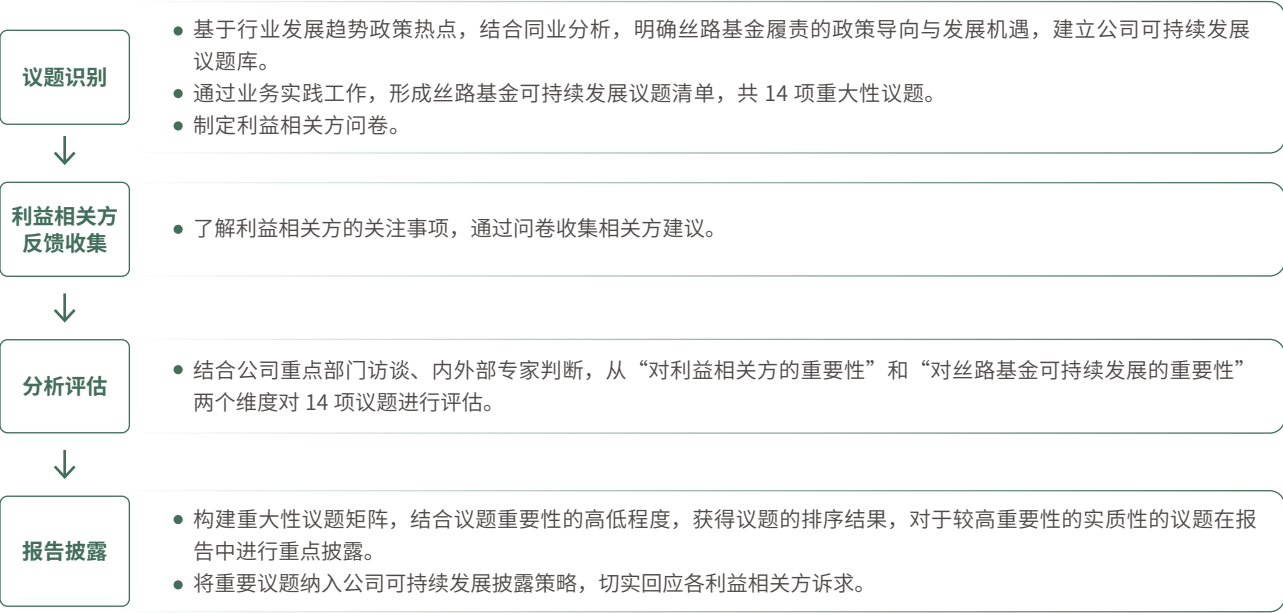 议题识别
基于行业发展趋势政策热点，结合同业分析，明确丝路基金履责的政策导向与发展机遇，建立公司可持续发展
议题库。
通过业务实践工作，形成丝路基金可持续发展议题清单，共 14 项重大性议题。
制定利益相关方问卷。
利益相关方
反馈收集
了解利益相关方的关注事项，通过问卷收集相关方建议。
分析评估
结合公司重点部门访谈、内外部专家判断，从“对利益相关方的重要性”和“对丝路基金可持续发展的重要性”
两个维度对 14 项议题进行评估。
报告披露
构建重大性议题矩阵，结合议题重要性的高低程度，获得议题的排序结果，对于较高重要性的实质性的议题在报
告中进行重点披露。
将重要议题纳入公司可持续发展披露策略，切实回应各利益相关方诉求。